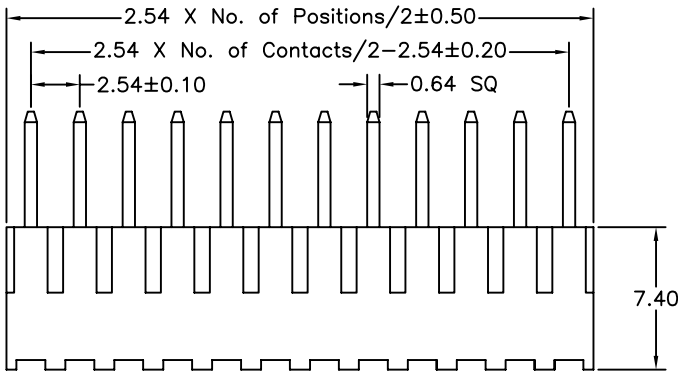 2.54 X No. of Positions/2±0.50
2.54 X No. of Contacts/2-2.54±0.20
2.54±0.10
0.64 SQ
7.40